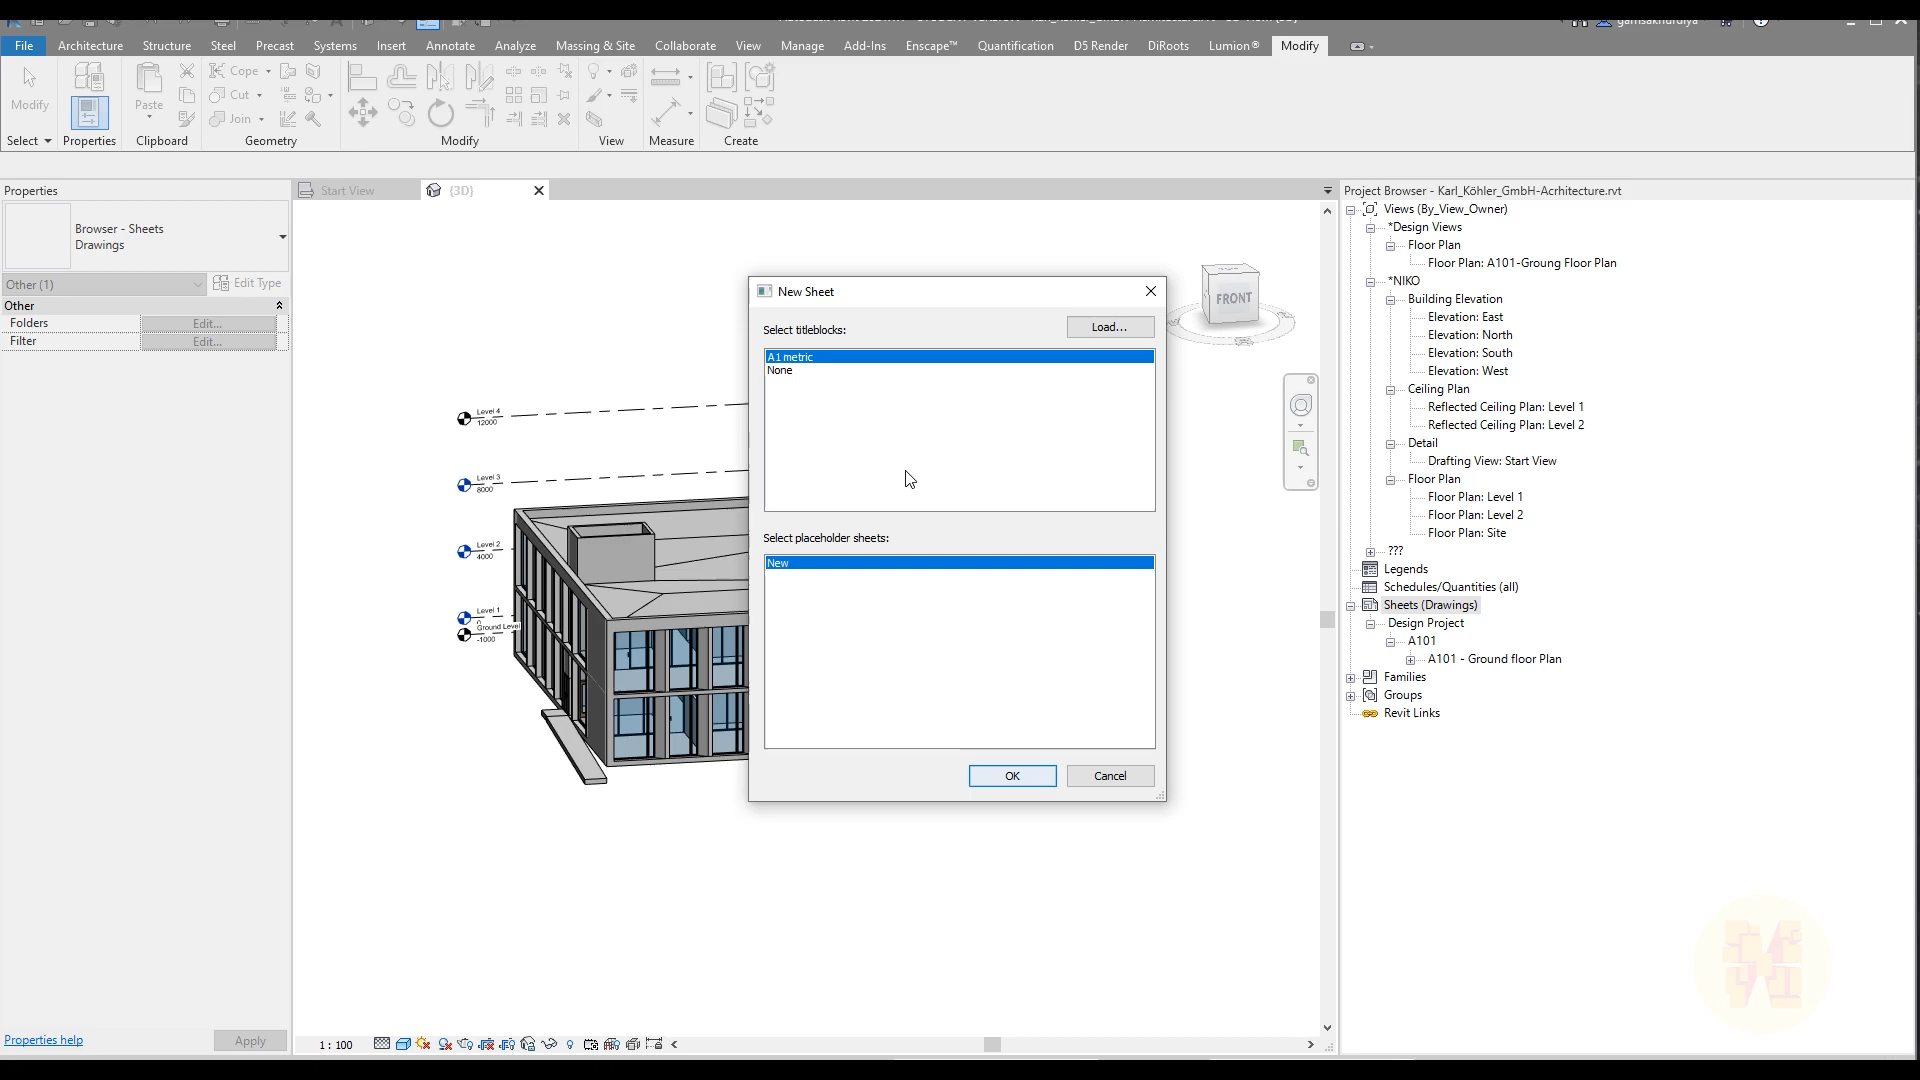 File Architecture Structure Steel Precast Systems Insert Annotate Analyze Massing & Site Collaborate View Manage Add-Ins Enscape™ Quantification D5 Render DiRoots Lumion® Modify
Modify
Paste
Cope
Cut
Join
Select Properties Clipboard Geometry Modify View Measure Create
Properties
Start View
{3D}
Project Browser - Karl_Köhler_GmbH-Acrhitecture.rvt
Browser - Sheets
Drawings
Other (1)
Edit Type
Other
Folders
Edit...
Filter
Edit...
Level 4
12000
Level 3
8000
Level 2
4000
Level 1
0
Ground Level
-1000
FRONT
New Sheet
Select titleblocks:
Load...
A1 metric
None
Select placeholder sheets:
New
OK
Cancel
Views (By_View_Owner)
*Design Views
Floor Plan
Floor Plan: A101-Groung Floor Plan
*NIKO
Building Elevation
Elevation: East
Elevation: North
Elevation: South
Elevation: West
Ceiling Plan
Reflected Ceiling Plan: Level 1
Reflected Ceiling Plan: Level 2
Detail
Drafting View: Start View
Floor Plan
Floor Plan: Level 1
Floor Plan: Level 2
Floor Plan: Site
???
Legends
Schedules/Quantities (all)
Sheets (Drawings)
Design Project
A101
A101 - Ground floor Plan
Families
Groups
Revit Links
Properties help
Apply
1 : 100